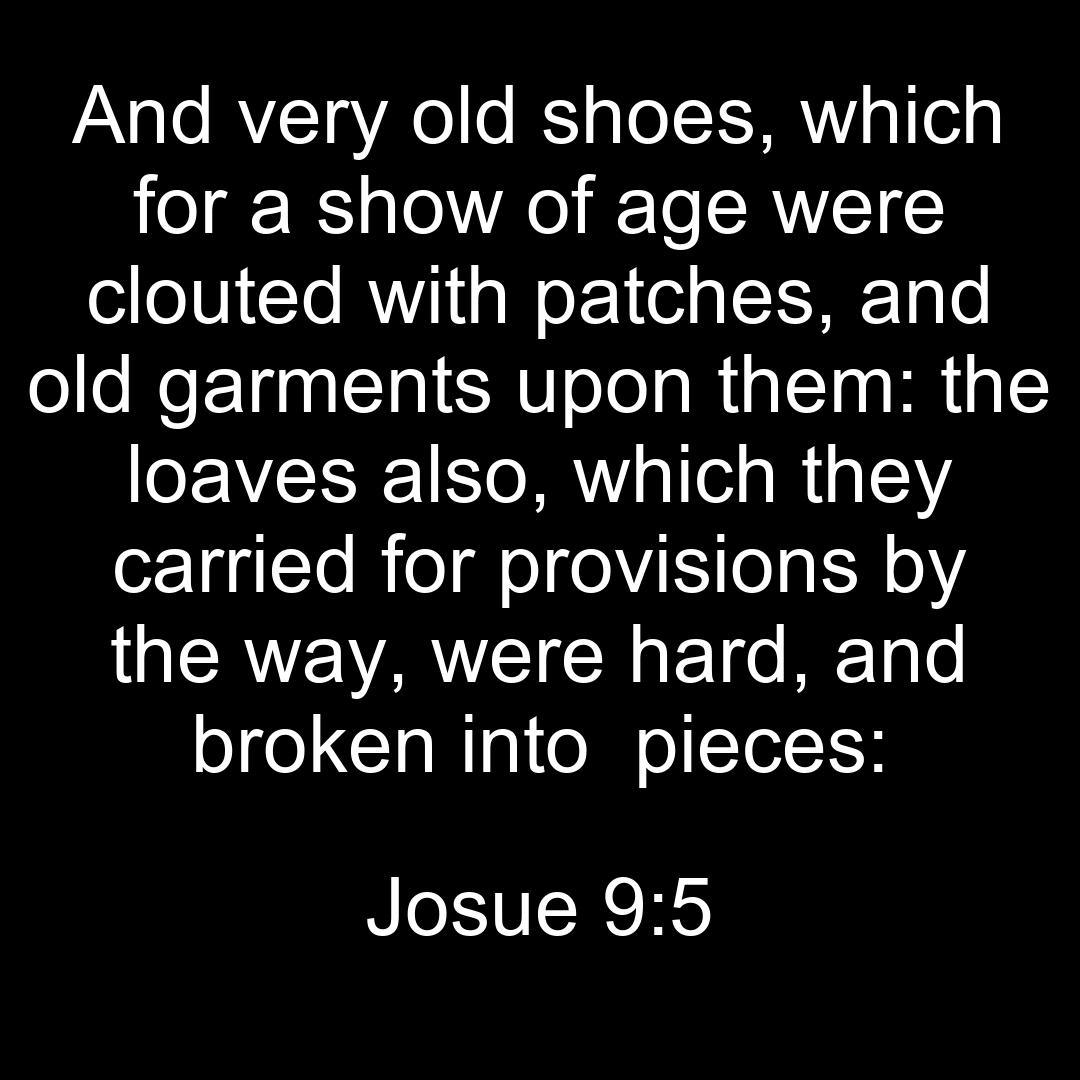 And very old shoes, which
for a show of age were
clouted with patches, and
old garments upon them: the
loaves also, which they
carried for provisions by
the way, were hard, and
broken into  pieces:
Josue 9:5